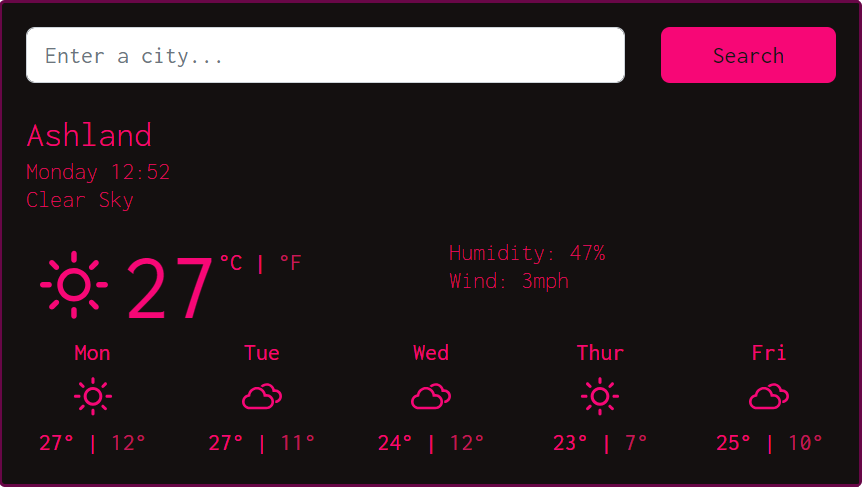 Enter a city... Search
Ashland
Monday 12:52
Clear Sky
27 °C | °F
Humidity: 47%
Wind: 3mph
Mon Tue Wed Thur Fri
27° | 12° 27° | 11° 24° | 12° 23° | 7° 25° | 10°